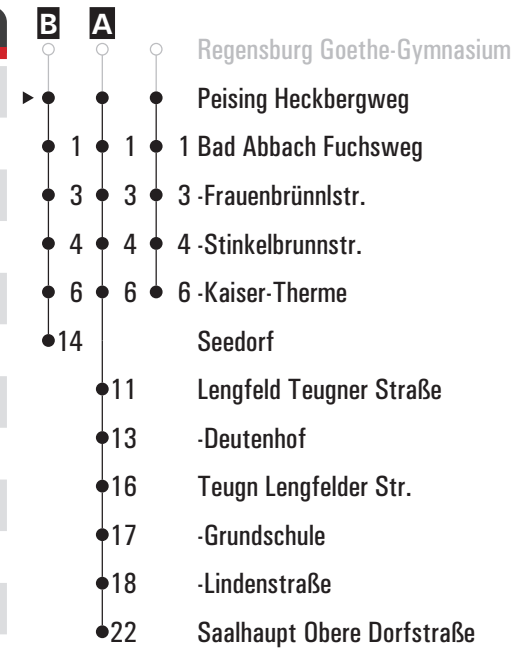 B A
Regensburg Goethe-Gymnasium
Peising Heckbergweg
1 1 1 Bad Abbach Fuchsweg
3 3 3 -Frauenbrünnlstr.
4 4 4 -Stinkelbrunnstr.
6 6 6 -Kaiser-Therme
14 Seedorf
11 Lengfeld Teugner Straße
13 -Deutenhof
16 Teugn Lengfelder Str.
17 -Grundschule
18 -Lindenstraße
22 Saalhaupt Obere Dorfstraße